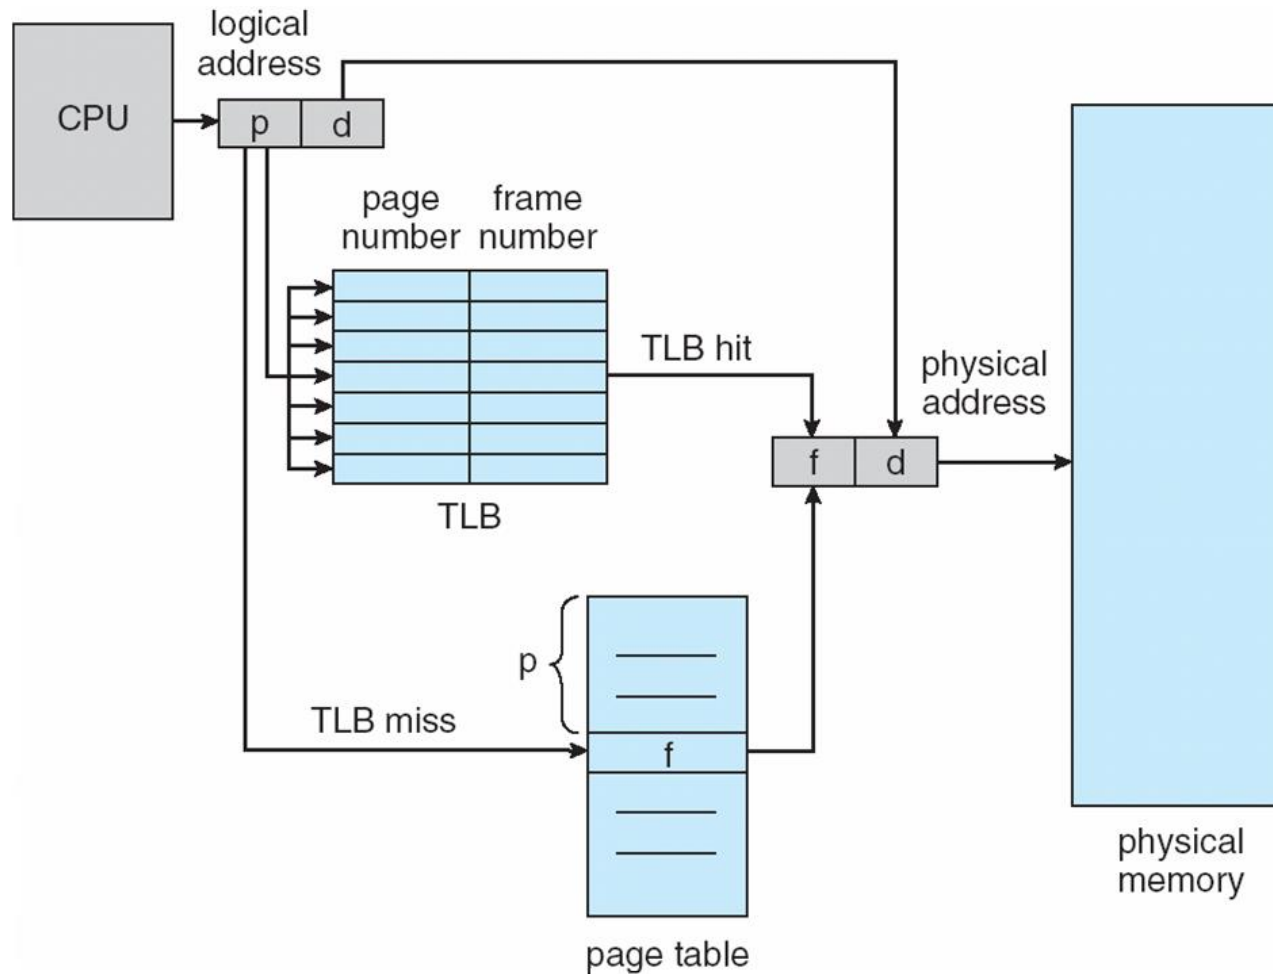 logical
address
CPU
p
d
page
number
frame
number
TLB hit
physical
address
f
d
TLB
p
TLB miss
f
physical
memory
page table